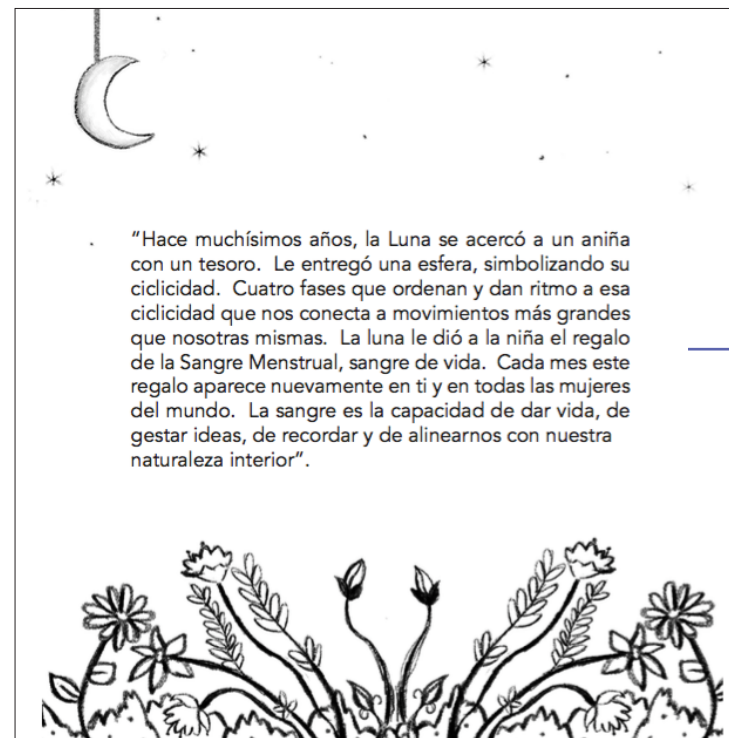 “Hace muchísimos años, la Luna se acercó a un aniña
con un tesoro.  Le entregó una esfera, simbolizando su
ciclicidad.  Cuatro fases que ordenan y dan ritmo a esa
ciclicidad que nos conecta a movimientos más grandes
que nosotras mismas.  La luna le dió a la niña el regalo
de la Sangre Menstrual, sangre de vida.  Cada mes este
regalo aparece nuevamente en ti y en todas las mujeres
del mundo.  La sangre es la capacidad de dar vida, de
gestar ideas, de recordar y de alinearnos con nuestra
naturaleza interior”.